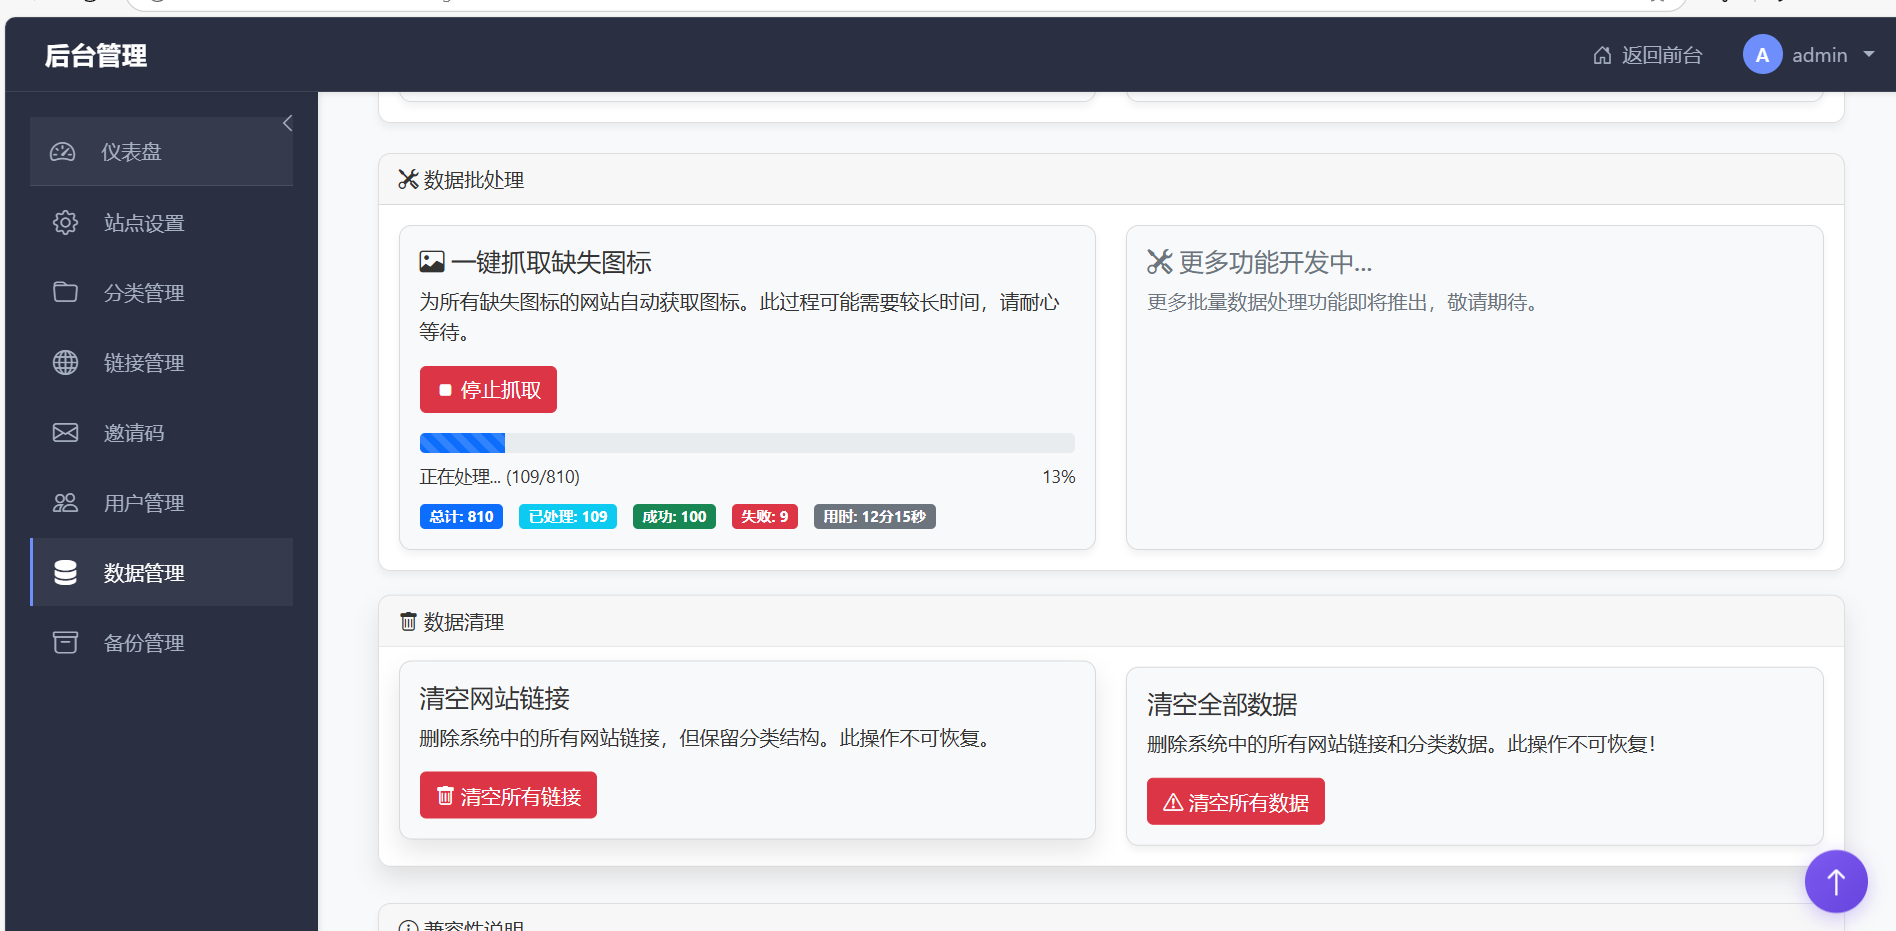 后台管理
返回前台
A
admin
仪表盘
站点设置
分类管理
链接管理
邀请码
用户管理
数据管理
备份管理
数据批处理
一键抓取缺失图标
为所有缺失图标的网站自动获取图标。此过程可能需要较长时间，请耐心
等待。
停止抓取
正在处理... (109/810)
13%
总计: 810
已处理: 109
成功: 100
失败: 9
用时: 12分15秒
更多功能开发中...
更多批量数据处理功能即将推出，敬请期待。
数据清理
清空网站链接
删除系统中的所有网站链接，但保留分类结构。此操作不可恢复。
清空所有链接
清空全部数据
删除系统中的所有网站链接和分类数据。此操作不可恢复！
清空所有数据
兼容性说明